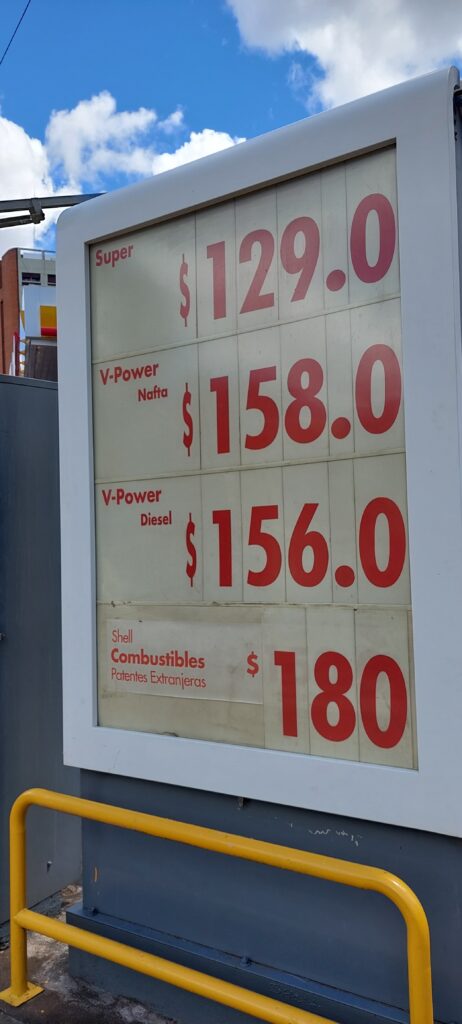 Super $129.0
V-Power
Nafta $158.0
V-Power
Diesel $156.0
Shell
Combustibles $180
Patentes Extranjeras